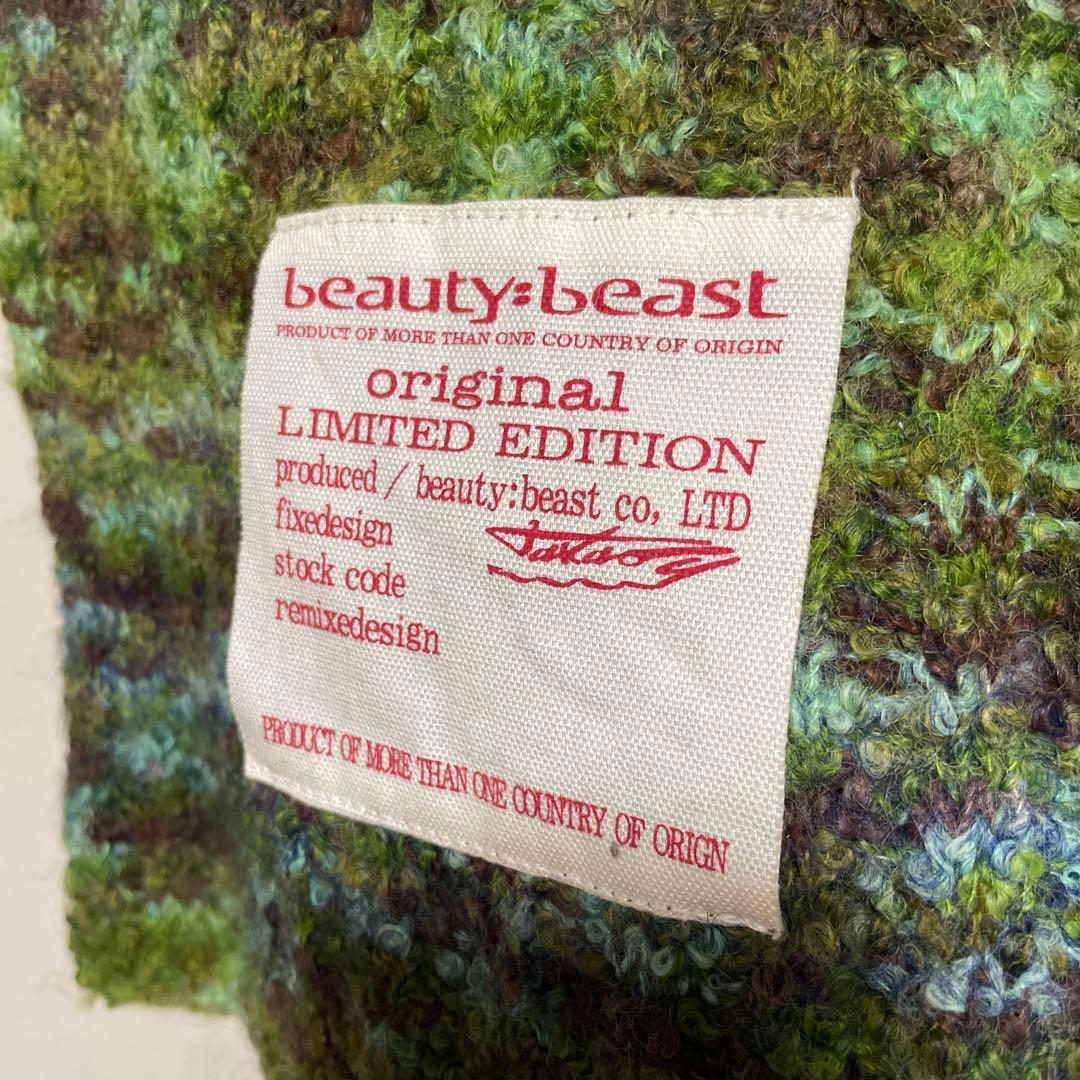 beauty:beast
PRODUCT OF MORE THAN ONE COUNTRY OF ORIGIN
original
LIMITED EDITION
produced / beauty:beast co, LTD
fixedesign
stock code
remixedesign
PRODUCT OF MORE THAN ONE COUNTRY OF ORIGN